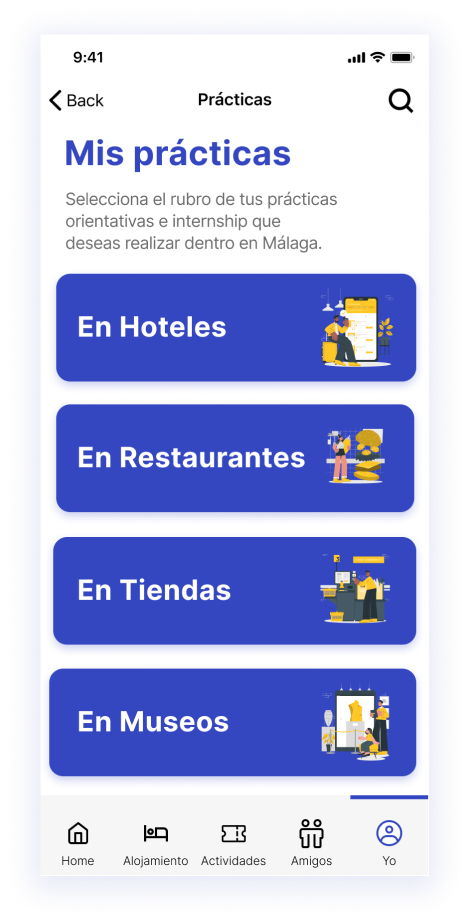 9:41
Back
Prácticas
Mis prácticas
Selecciona el rubro de tus prácticas
orientativas e internship que
deseas realizar dentro en Málaga.
En Hoteles
En Restaurantes
En Tiendas
En Museos
Home
Alojamiento
Actividades
Amigos
Yo